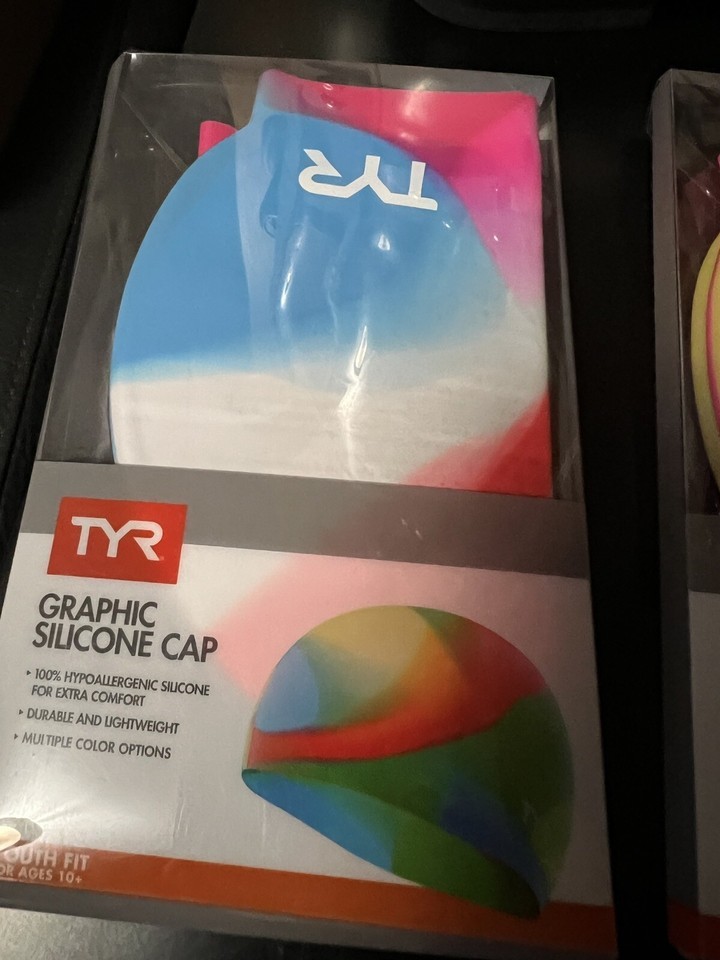 TYR
TYR
GRAPHIC
SILICONE CAP
100% HYPOALLERGENIC SILICONE
FOR EXTRA COMFORT
DURABLE AND LIGHTWEIGHT
MULTIPLE COLOR OPTIONS
OUTH FIT
OR AGES 10+